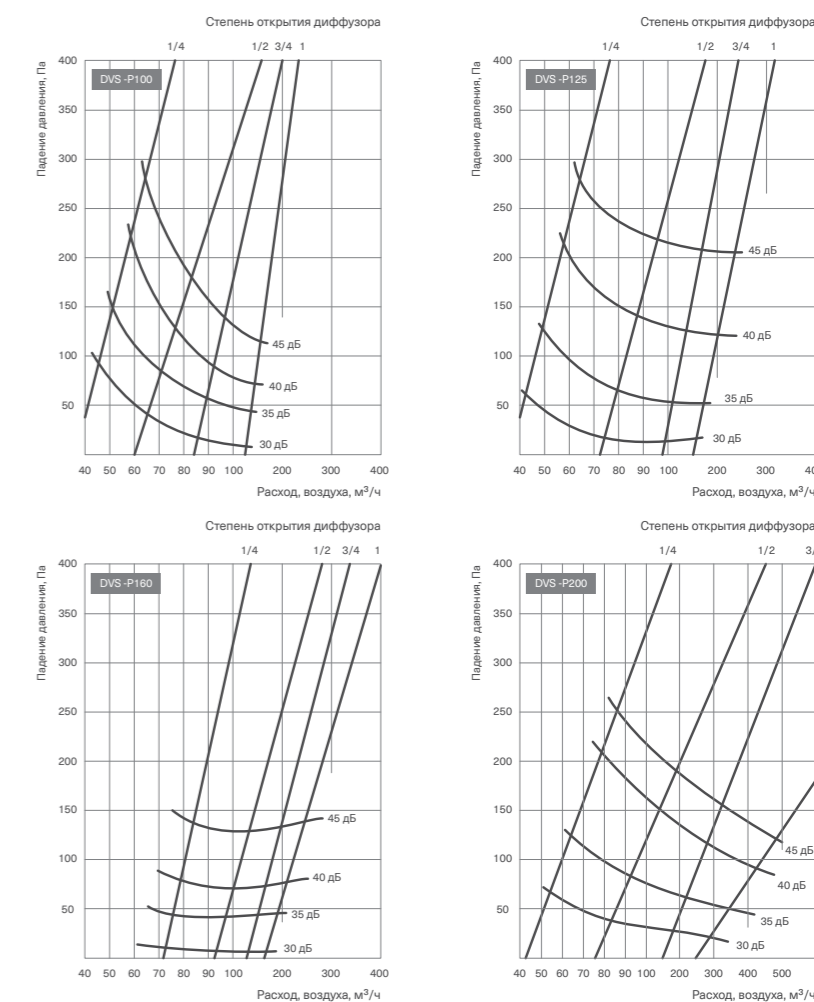 Степень открытия диффузора
1/4 1/2 3/4 1
Падение давления, Па
DVS-P100
400
350
300
250
200
150
100
50
45 дБ
40 дБ
35 дБ
30 дБ
40 50 60 70 80 90 100 200 300 400
Расход, воздуха, м³/ч
Степень открытия диффузора
1/4 1/2 3/4 1
Падение давления, Па
DVS-P125
400
350
300
250
200
150
100
50
45 дБ
40 дБ
35 дБ
30 дБ
40 50 60 70 80 90 100 200 300 40
Расход, воздуха, м³/ч
Степень открытия диффузора
1/4 1/2 3/4 1
Падение давления, Па
DVS-P160
400
350
300
250
200
150
100
50
45 дБ
40 дБ
35 дБ
30 дБ
40 50 60 70 80 90 100 200 300 400
Расход, воздуха, м³/ч
Степень открытия диффузора
1/4 1/2 3/
Падение давления, Па
DVS-P200
400
350
300
250
200
150
100
50
45 дБ
40 дБ
35 дБ
30 дБ
40 50 60 70 80 90 100 200 300 400 500
Расход, воздуха, м³/ч